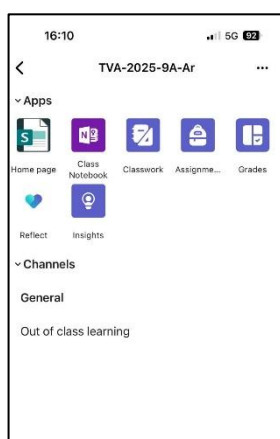 16:10
5G 92
TVA-2025-9A-Ar
Apps
S
N
Home page
Class Notebook
Classwork
Assignme...
Grades
Reflect
Insights
Channels
General
Out of class learning